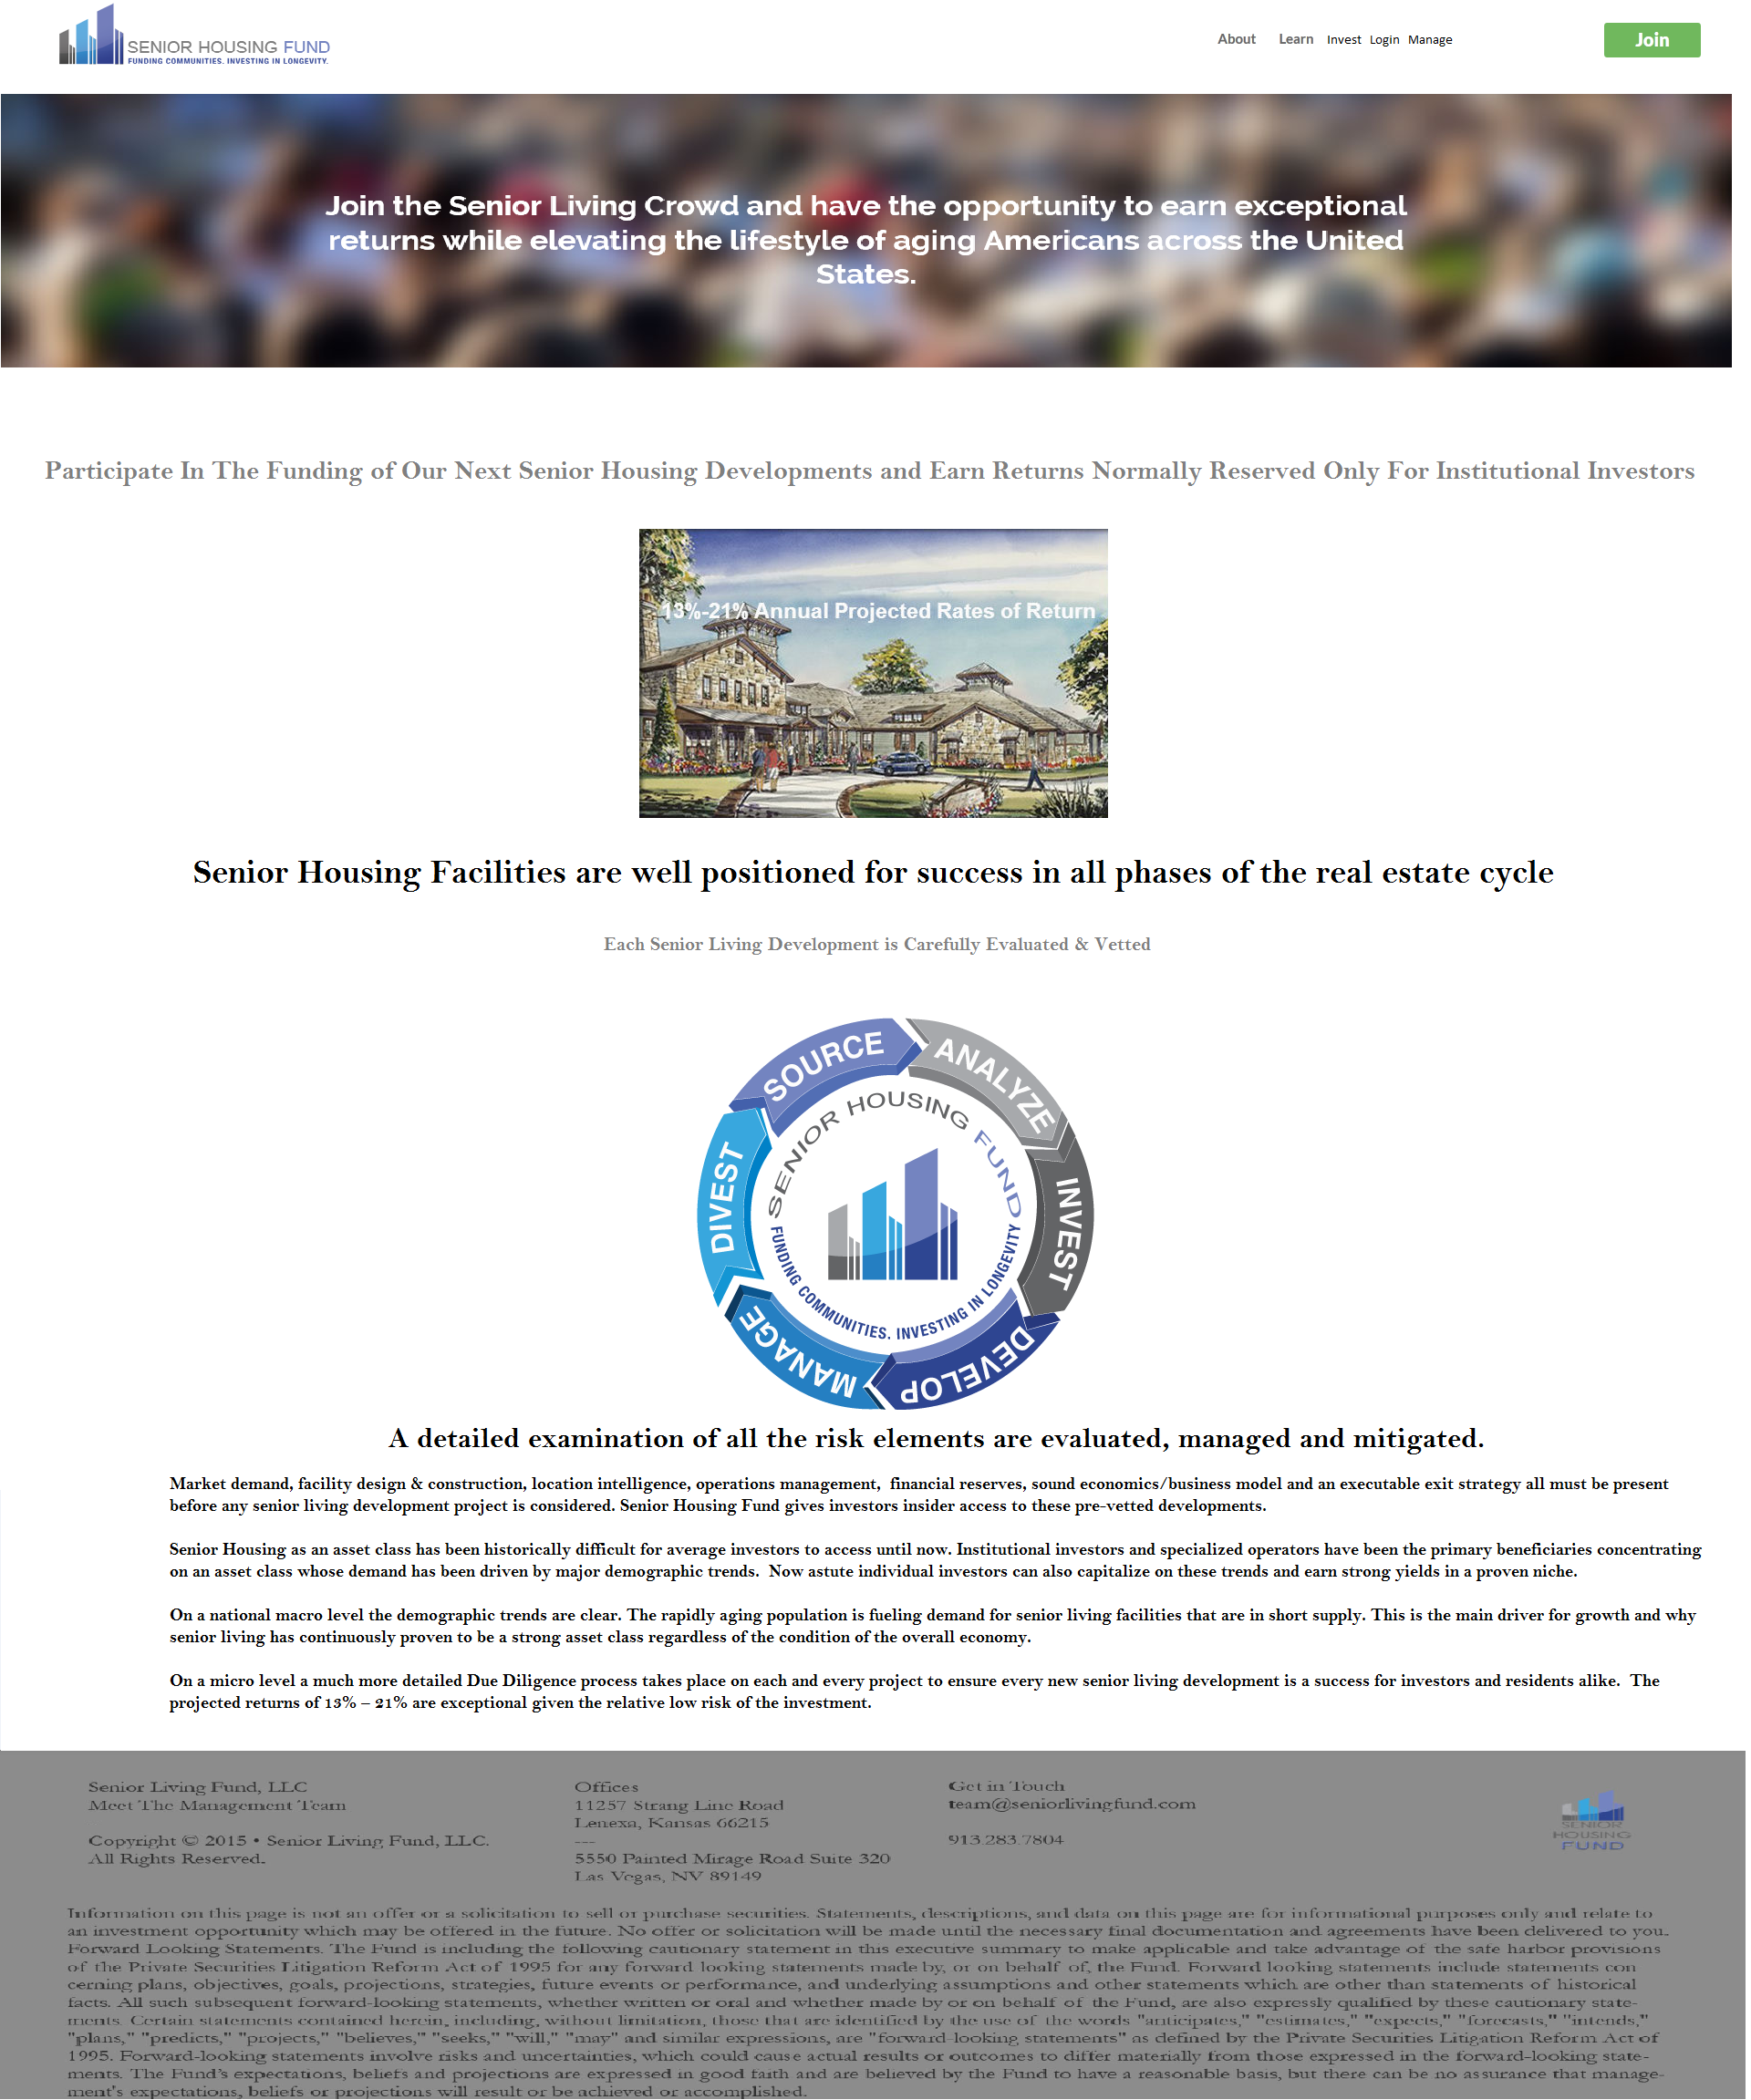 SENIOR HOUSING FUND
FUNDING COMMUNITIES. INVESTING IN LONGEVITY.
About Learn Invest Login Manage
Join
Join the Senior Living Crowd and have the opportunity to earn exceptional
returns while elevating the lifestyle of aging Americans across the United
States.
Participate In The Funding of Our Next Senior Housing Developments and Earn Returns Normally Reserved Only For Institutional Investors
13%-21% Annual Projected Rates of Return
Senior Housing Facilities are well positioned for success in all phases of the real estate cycle
Each Senior Living Development is Carefully Evaluated & Vetted
SOURCE
ANALYZE
INVEST
DEVELOP
MANAGE
DIVEST
SENIOR HOUSING FUND
FUNDING COMMUNITIES. INVESTING IN LONGEVITY
A detailed examination of all the risk elements are evaluated, managed and mitigated.
Market demand, facility design & construction, location intelligence, operations management, financial reserves, sound economics/business model and an executable exit strategy all must be present
before any senior living development project is considered. Senior Housing Fund gives investors insider access to these pre-vetted developments.
Senior Housing as an asset class has been historically difficult for average investors to access until now. Institutional investors and specialized operators have been the primary beneficiaries concentrating
on an asset class whose demand has been driven by major demographic trends. Now astute individual investors can also capitalize on these trends and earn strong yields in a proven niche.
On a national macro level the demographic trends are clear. The rapidly aging population is fueling demand for senior living facilities that are in short supply. This is the main driver for growth and why
senior living has continuously proven to be a strong asset class regardless of the condition of the overall economy.
On a micro level a much more detailed Due Diligence process takes place on each and every project to ensure every new senior living development is a success for investors and residents alike. The
projected returns of 13% – 21% are exceptional given the relative low risk of the investment.
Senior Living Fund, LLC
Meet The Management Team
Copyright © 2015 • Senior Living Fund, LLC.
All Rights Reserved.
Offices
11257 Strang Line Road
Lenexa, Kansas 66215
---
5550 Painted Mirage Road Suite 320
Las Vegas, NV 89149
Get in Touch
team@seniorlivingfund.com
913.283.7804
SENIOR
HOUSING
FUND
Information on this page is not an offer or a solicitation to sell or purchase securities. Statements, descriptions, and data on this page are for informational purposes only and relate to
an investment opportunity which may be offered in the future. No offer or solicitation will be made until the necessary final documentation and agreements have been delivered to you.
Forward Looking Statements. The Fund is including the following cautionary statement in this executive summary to make applicable and take advantage of the safe harbor provisions
of the Private Securities Litigation Reform Act of 1995 for any forward looking statements made by, or on behalf of, the Fund. Forward looking statements include statements con
cerning plans, objectives, goals, projections, strategies, future events or performance, and underlying assumptions and other statements which are other than statements of historical
facts. All such subsequent forward-looking statements, whether written or oral and whether made by or on behalf of the Fund, are also expressly qualified by these cautionary state-
ments. Certain statements contained herein, including, without limitation, those that are identified by the use of the words "anticipates," "estimates," "expects," "forecasts," "intends,"
"plans," "predicts," "projects," "believes," "seeks," "will," "may" and similar expressions, are "forward-looking statements" as defined by the Private Securities Litigation Reform Act of
1995. Forward-looking statements involve risks and uncertainties, which could cause actual results or outcomes to differ materially from those expressed in the forward-looking state-
ments. The Fund's expectations, beliefs and projections are expressed in good faith and are believed by the Fund to have a reasonable basis, but there can be no assurance that manage-
ment's expectations, beliefs or projections will result or be achieved or accomplished.